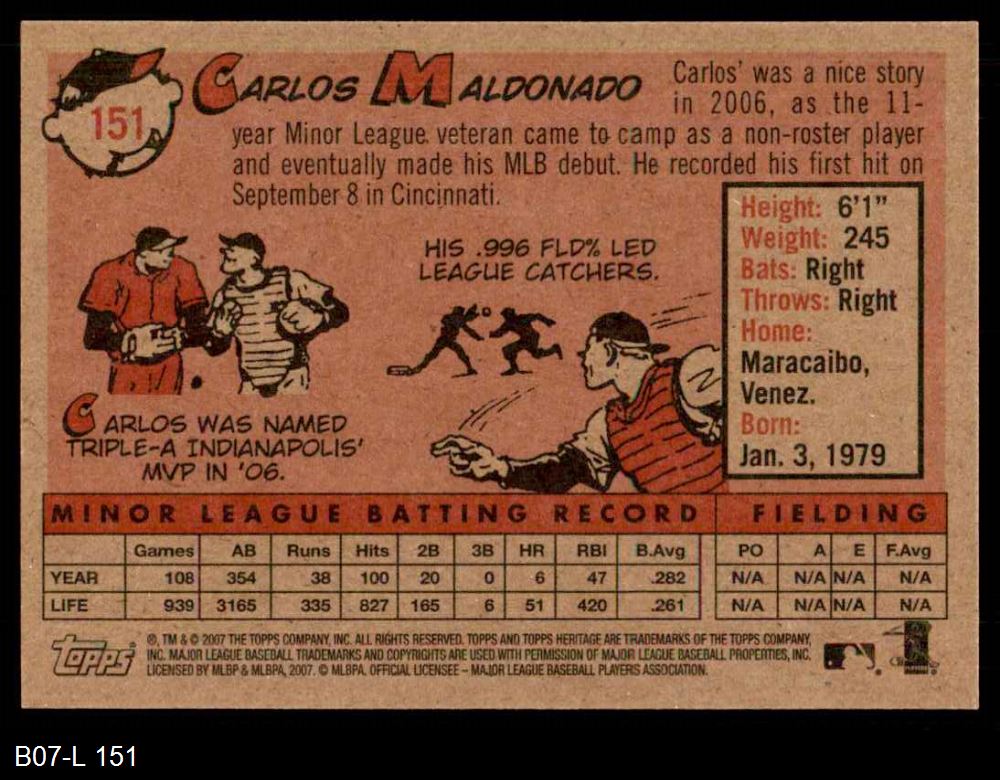 151
CARLOS MALDONADO
Carlos' was a nice story
in 2006, as the 11-
year Minor League veteran came to camp as a non-roster player
and eventually made his MLB debut. He recorded his first hit on
September 8 in Cincinnati.
HIS .996 FLD% LED
LEAGUE CATCHERS.
CARLOS WAS NAMED
TRIPLE-A INDIANAPOLIS'
MVP IN '06.
Height: 6'1"
Weight: 245
Bats: Right
Throws: Right
Home:
Maracaibo,
Venez.
Born:
Jan. 3, 1979
MINOR LEAGUE BATTING RECORD FIELDING
Games AB Runs Hits 2B 3B HR RBI B.Avg PO A E F.Avg
YEAR 108 354 38 100 20 0 6 47 .282 N/A N/A N/A N/A
LIFE 939 3165 335 827 165 6 51 420 .261 N/A N/A N/A N/A
Topps
®, TM & © 2007 THE TOPPS COMPANY, INC. ALL RIGHTS RESERVED. TOPPS AND TOPPS HERITAGE ARE TRADEMARKS OF THE TOPPS COMPANY,
INC. MAJOR LEAGUE BASEBALL TRADEMARKS AND COPYRIGHTS ARE USED WITH PERMISSION OF MAJOR LEAGUE BASEBALL PROPERTIES, INC.
LICENSED BY MLBP & MLBPA, 2007. © MLBPA. OFFICIAL LICENSEE – MAJOR LEAGUE BASEBALL PLAYERS ASSOCIATION.
B07-L 151